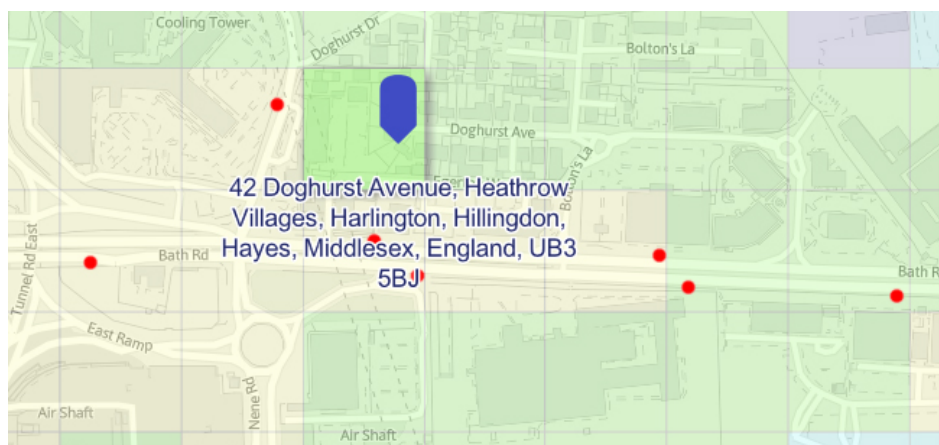 Cooling Tower
Doghurst Dr
Bolton's La
Doghurst Ave
Bolton's La
42 Doghurst Avenue, Heathrow
Villages, Harlington, Hillingdon,
Hayes, Middlesex, England, UB3
5BJ
Bath Rd
Tunnel Rd East
Bath R
East Ramp
Nene Rd
Air Shaft
Air Shaft